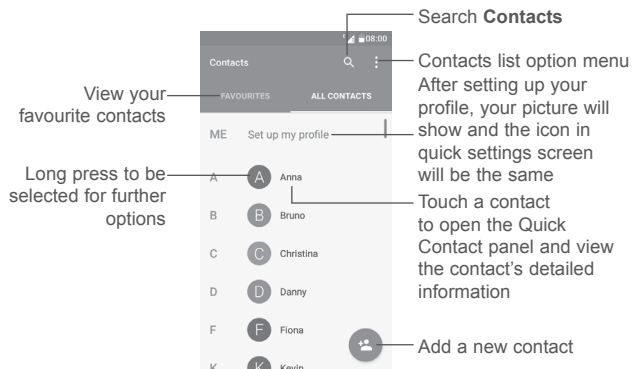 Search Contacts
08:00
Contacts
Contacts list option menu
FAVOURITES
ALL CONTACTS
View your
favourite contacts
After setting up your
profile, your picture will
show and the icon in
quick settings screen
will be the same
ME
Set up my profile
Long press to be
selected for further
options
A
A
Anna
Touch a contact
to open the Quick
Contact panel and view
the contact's detailed
information
B
B
Bruno
C
C
Christina
D
D
Danny
F
F
Fiona
Add a new contact
K
K
Kevin